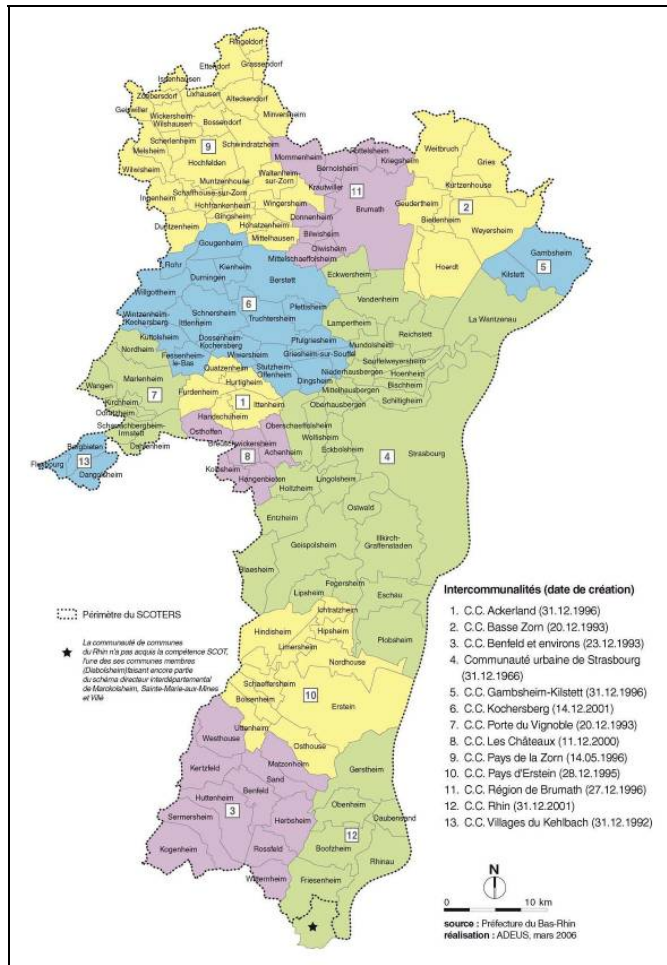 Ringeldorf
Ettendorf
Grassendorf
Issenhausen
Zoebersdorf
Lixhausen
Alteckendorf
Geiswiller
Wickersheim-
Wilshausen
Bossendorf
Minversheim
Scherlenheim
9
Schwindratzheim
Melsheim
Hochfelden
Wilwisheim
Muntzenhouse
Waltenheim-
sur-Zorn
Schaffhouse-sur-Zorn
Ingenheim
Hohfrankenheim
Wingersheim
Gingsheim
Duntzenheim
Hohatzenheim
Mittelhausen
Mommenheim
Rottelsheim
Bernolsheim
Kriegsheim
Krautwiller
11
Brumath
Donnenheim
Bilwisheim
Olwisheim
Mittelschaeffolsheim
Weitbruch
Gries
Kurtzenhouse
Geudertheim
2
Bietlenheim
Weyersheim
Hoerdt
Gambsheim
Kilstett
5
Gougenheim
Rohr
Kienheim
Durningen
Berstett
Willgottheim
6
Schnersheim
Pfettisheim
Wintzenheim-
Kochersberg
Ittlenheim
Truchtersheim
Kuttolsheim
Dossenheim-
Kochersberg
Pfulgriesheim
Fessenheim-
le-Bas
Wiwersheim
Griesheim-sur-Souffel
Stutzheim-
Offenheim
Dingsheim
Eckwersheim
Vendenheim
La Wantzenau
Lampertheim
Reichstett
Mundolsheim
Souffelweyersheim
Niederhausbergen
Hoenheim
Mittelhausbergen
Bischheim
Oberhausbergen
Schiltigheim
Nordheim
Marlenheim
Wangen
7
Kirchheim
Odratzheim
Scharrachbergheim-
Irmstett
Dahlenheim
Quatzenheim
Hurtigheim
Furdenheim
1
Ittenheim
Handschuheim
Osthoffen
Breuschwickersheim
Achenheim
8
Kolbsheim
Hangenbieten
Bergbieten
Flexbourg
13
Dangolsheim
Oberschaeffolsheim
Wolfisheim
Eckbolsheim
4
Strasbourg
Lingolsheim
Holtzheim
Ostwald
Entzheim
Illkirch-
Graffenstaden
Geispolsheim
Blaesheim
Fegersheim
Eschau
Lipsheim
Plobsheim
Ichtratzheim
Hindisheim
Hipsheim
Limersheim
Nordhouse
Schaeffersheim
10
Bolsenheim
Erstein
Uttenheim
Osthouse
Westhouse
Matzenheim
Kertzfeld
Sand
Benfeld
Huttenheim
3
Sermersheim
Herbsheim
Kogenheim
Rossfeld
Witternheim
Gerstheim
Obenheim
Daubensand
12
Boofzheim
Rhinau
Friesenheim
Périmètre du SCOTERS
La communauté de communes
du Rhin n'a pas acquis la compétence SCOT,
l'une des ses communes membres
(Diebolsheim)faisant encore partie
du schéma directeur interdépartemental
de Marckolsheim, Sainte-Marie-aux-Mines
et Villé
Intercommunalités (date de création)
1. C.C. Ackerland (31.12.1996)
2. C.C. Basse Zorn (20.12.1993)
3. C.C. Benfeld et environs (23.12.1993)
4 Communauté urbaine de Strasbourg
(31.12.1966)
5. C.C. Gambsheim-Kilstett (31.12.1996)
6. C.C. Kochersberg (14.12.2001)
7. C.C. Porte du Vignoble (20.12.1993)
8 C.C. Les Châteaux (11.12.2000)
9. C.C. Pays de la Zorn (14.05.1996)
10. C.C. Pays d'Erstein (28.12.1995)
11. C.C. Région de Brumath (27.12.1996)
12. C.C. Rhin (31.12.2001)
13. C.C. Villages du Kehlbach (31.12.1992)
N
0 10 km
source : Préfecture du Bas-Rhin
réalisation : ADEUS, mars 2006